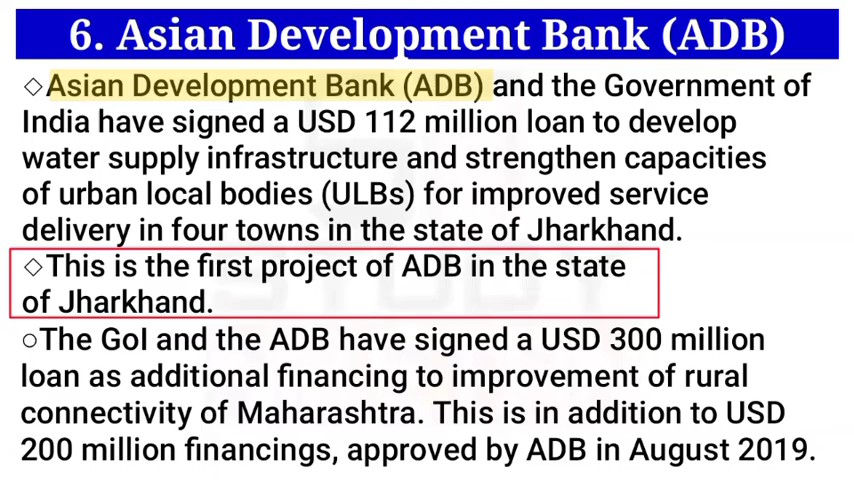 6. Asian Development Bank (ADB)
◇Asian Development Bank (ADB) and the Government of
India have signed a USD 112 million loan to develop
water supply infrastructure and strengthen capacities
of urban local bodies (ULBs) for improved service
delivery in four towns in the state of Jharkhand.
◇This is the first project of ADB in the state
of Jharkhand.
○The GoI and the ADB have signed a USD 300 million
loan as additional financing to improvement of rural
connectivity of Maharashtra. This is in addition to USD
200 million financings, approved by ADB in August 2019.